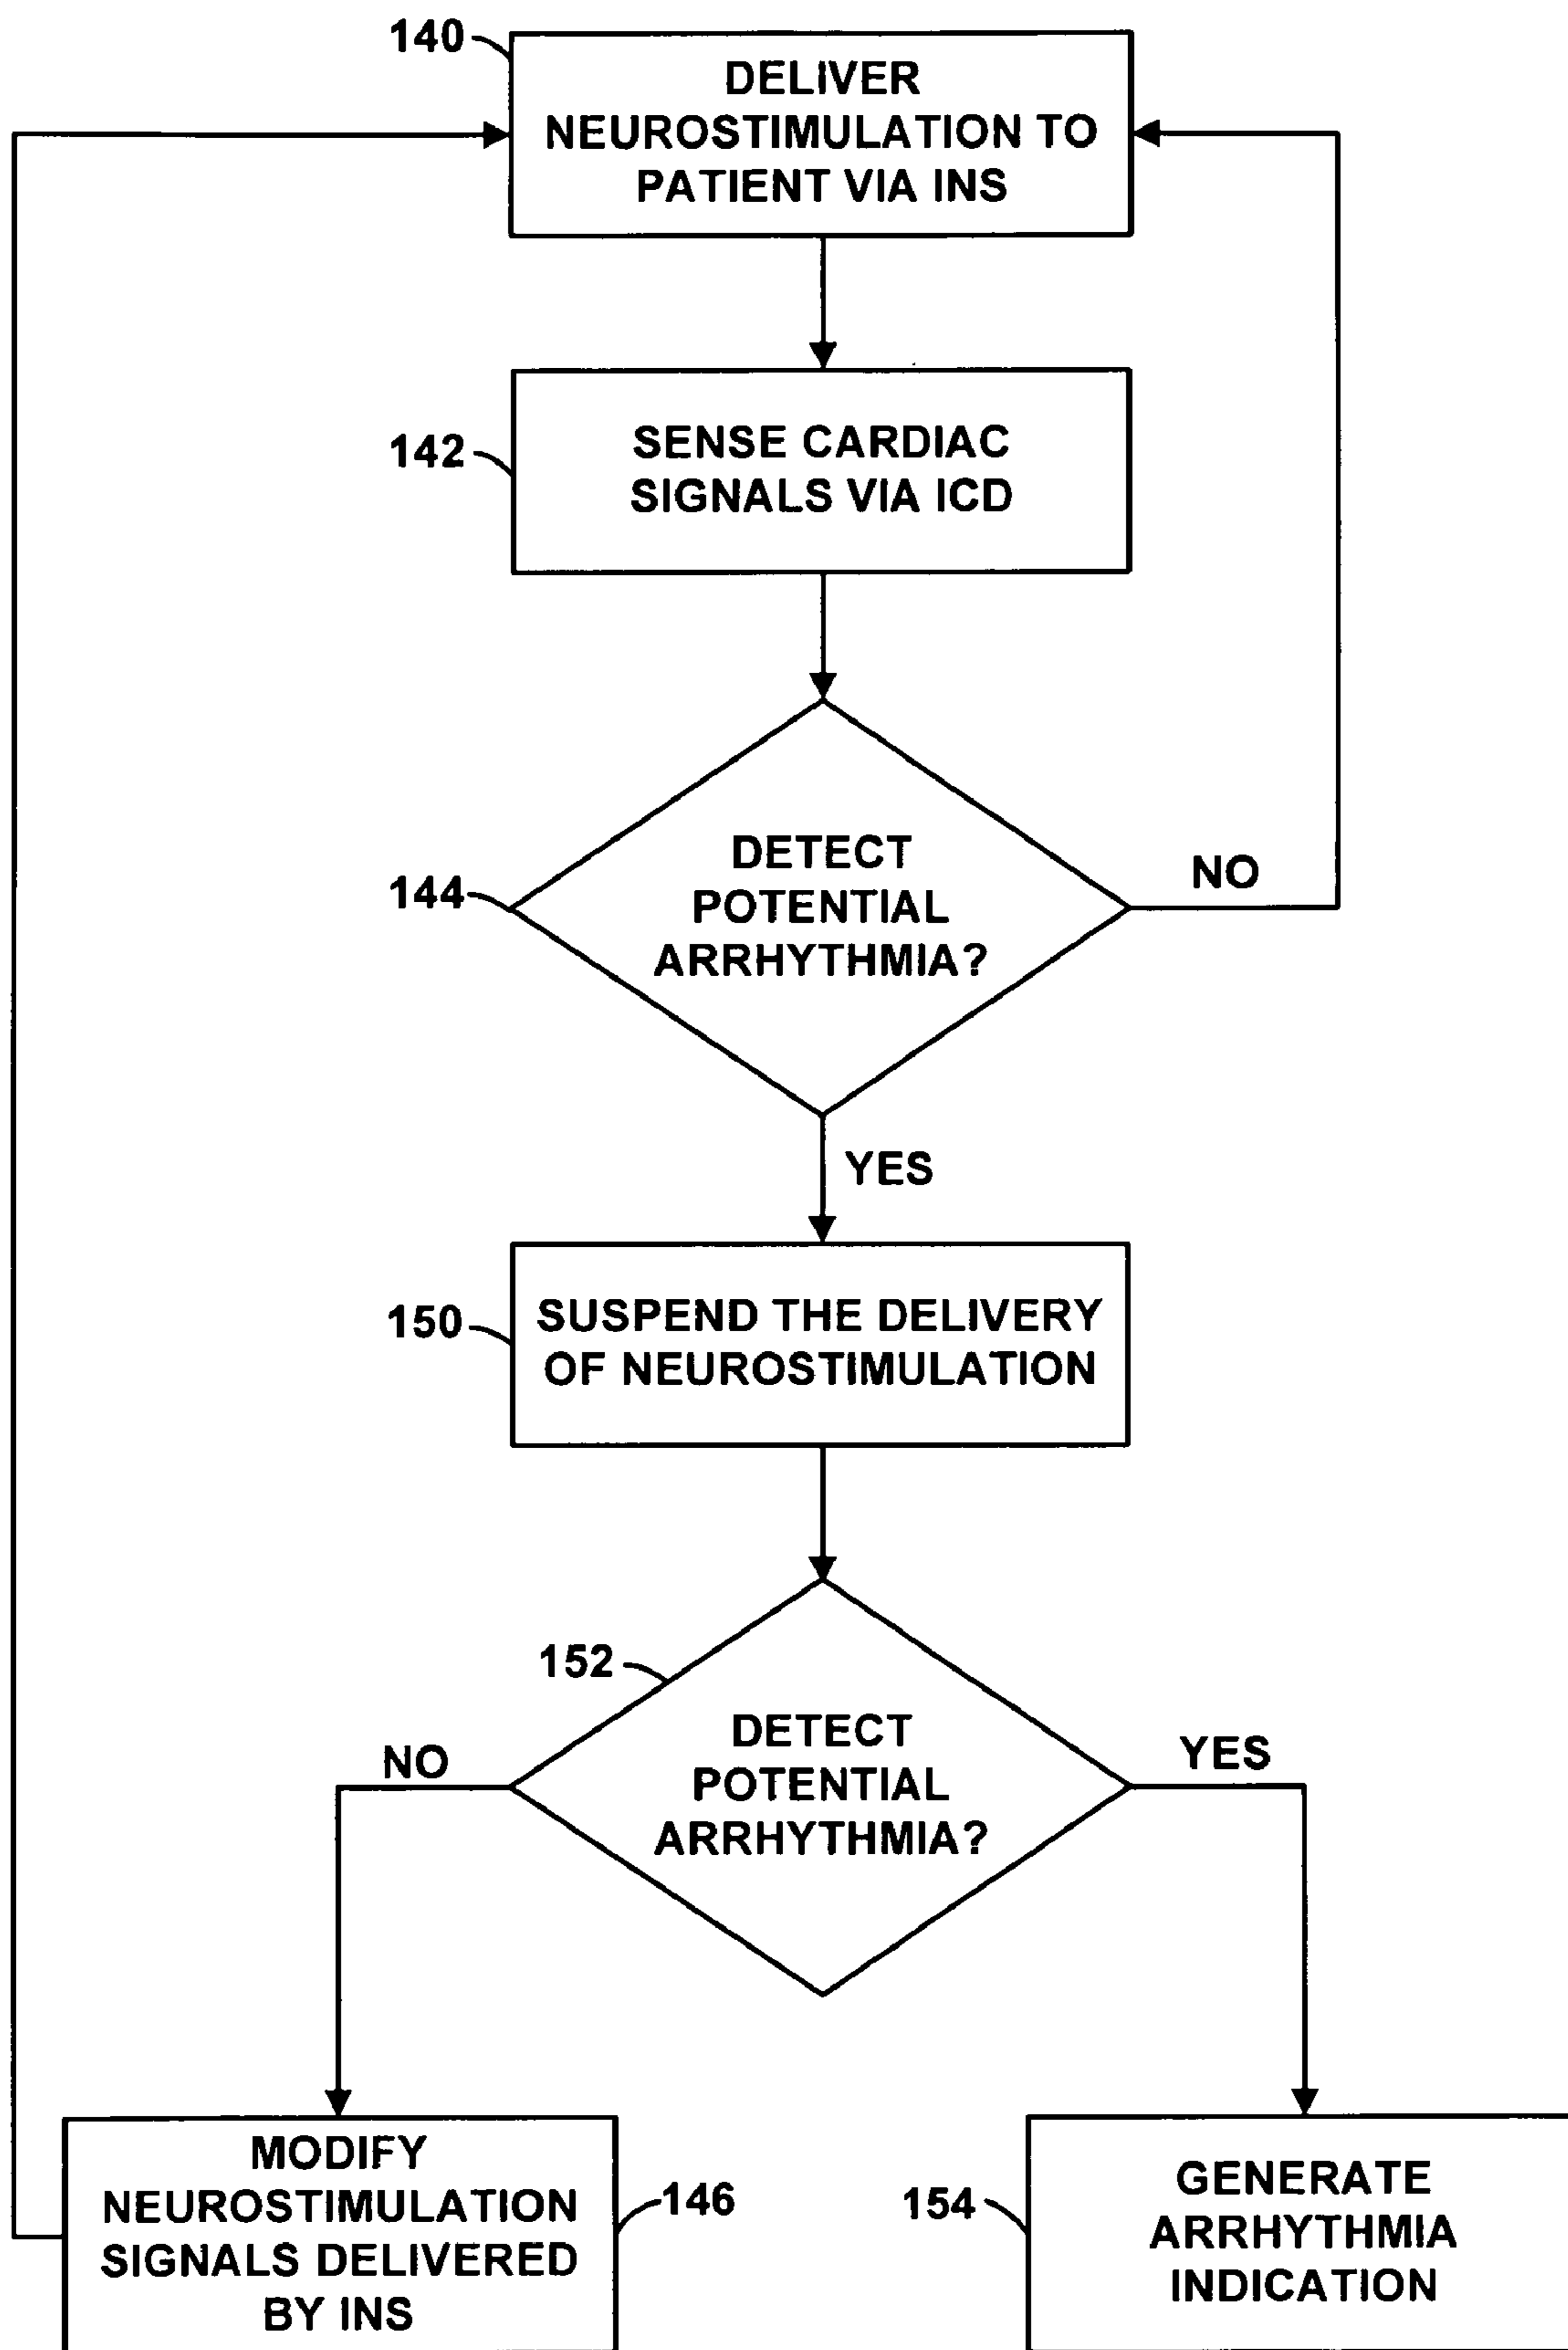 140
DELIVER
NEUROSTIMULATION TO
PATIENT VIA INS
142
SENSE CARDIAC
SIGNALS VIA ICD
144
DETECT
POTENTIAL
ARRHYTHMIA?
NO
YES
150
SUSPEND THE DELIVERY
OF NEUROSTIMULATION
152
DETECT
POTENTIAL
ARRHYTHMIA?
NO
YES
MODIFY
NEUROSTIMULATION
SIGNALS DELIVERED
BY INS
146
154
GENERATE
ARRHYTHMIA
INDICATION